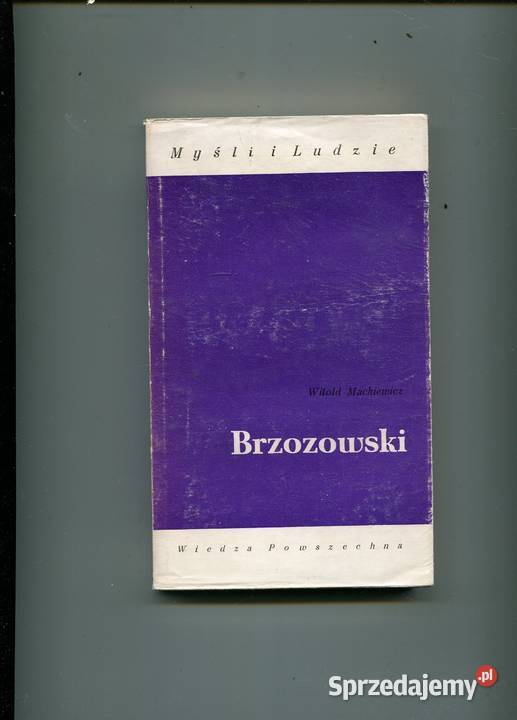 Myśli i Ludzie
Witold Mackiewicz
Brzozowski
Wiedza Powszechna
Sprzedajemy.pl